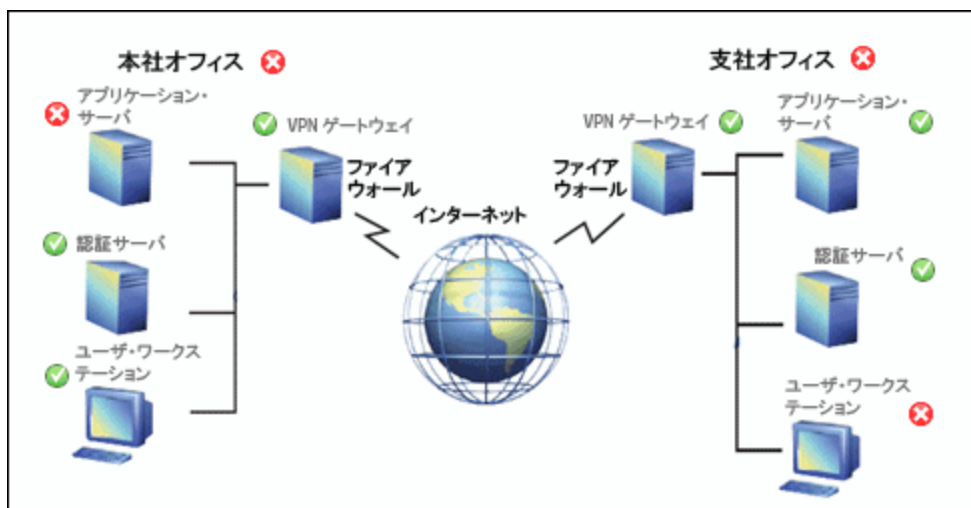 本社オフィス
支社オフィス
アプリケーション・
サーバ
VPN ゲートウェイ
VPN ゲートウェイ
アプリケーション・
サーバ
ファイア
ウォール
ファイア
ウォール
インターネット
認証サーバ
認証サーバ
ユーザ・ワークス
テーション
ユーザ・ワークス
テーション